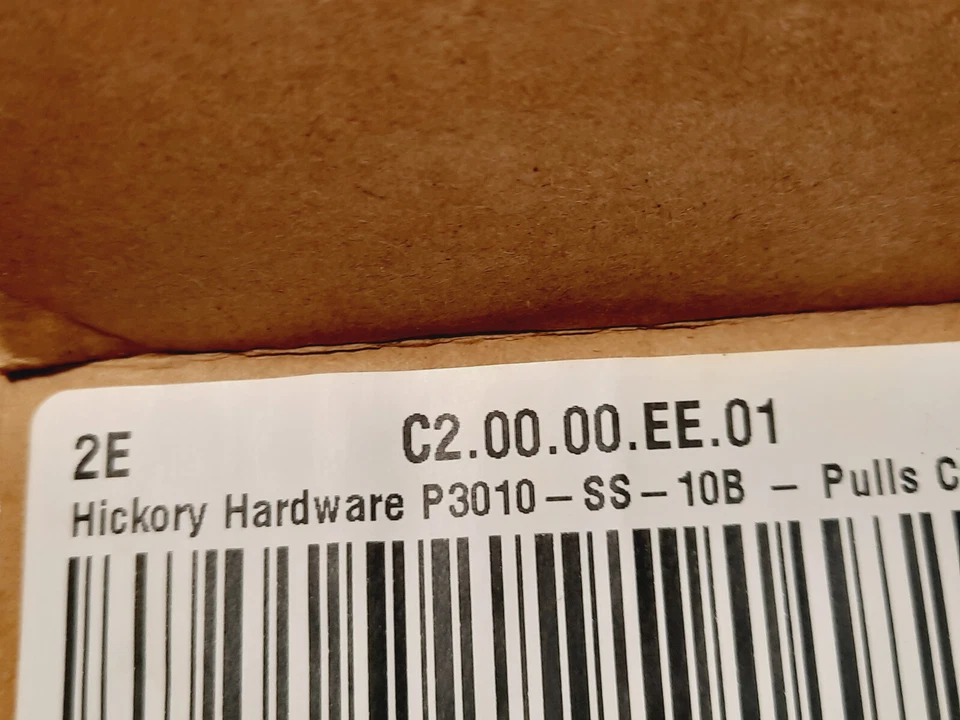 2E
C2.00.00.EE.01
Hickory Hardware P3010-SS-10B - Pulls C